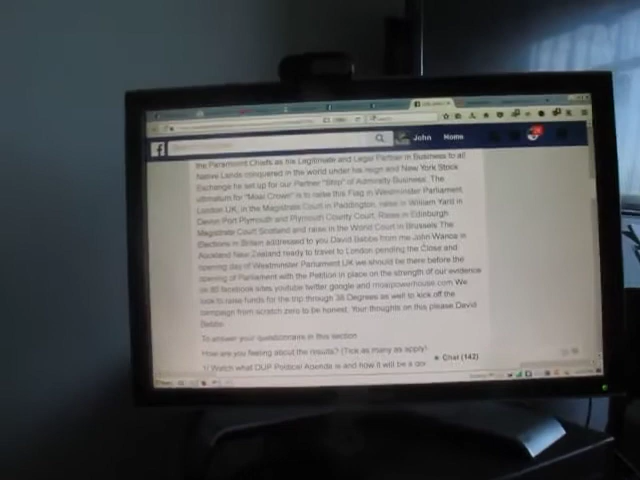 f
John Home
the Paramount Chiefs as his Legitimate and Legal Partner in Business to all
Native Lands conquered in the world under his reign and New York Stock
Exchange he set up for our Partner "Ship" of Admiralty Business. The
ultimatum for "Moai Crown" is to raise this Flag in Westminster Parliament
London UK, in the Magistrate Court in Paddington, raise in William Yard in
Devon Port Plymouth and Plymouth County Court, Raise in Edinburgh
Magistrate Court Scotland and raise in the World Court in Brussels The
Elections in Britain addressed to you David Babbs from me John Wanoa in
Auckland New Zealand ready to travel to London pending the Close and
opening day of Westminster Parliament UK we should be there before the
opening of Parliament with the Petition in place on the strength of our evidence
on 80 facebook sites youtube twitter google and moaipowerhouse.com We
look to raise funds for the trip through 38 Degrees as well to kick off the
campaign from scratch zero to be honest. Your thoughts on this please David
Babbs
To answer your questionnaire in this section
How are you feeling about the results? (Tick as many as apply)
1/ Watch what DUP Political Agenda is and how it will be a
Chat (142)